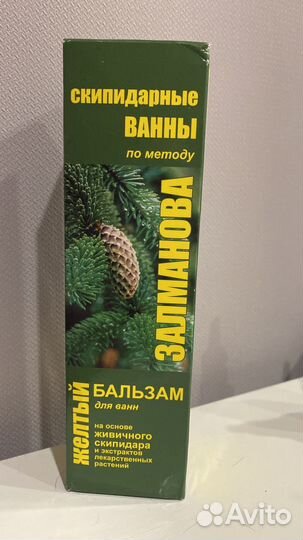 скипидарные
ВАННЫ
по методу
ЗАЛМАНОВА
желтый
БАЛЬЗАМ
для ванн
на основе
ЖИВИЧНОГО
СКИПИДАРА
и экстрактов
лекарственных
растений
Avito